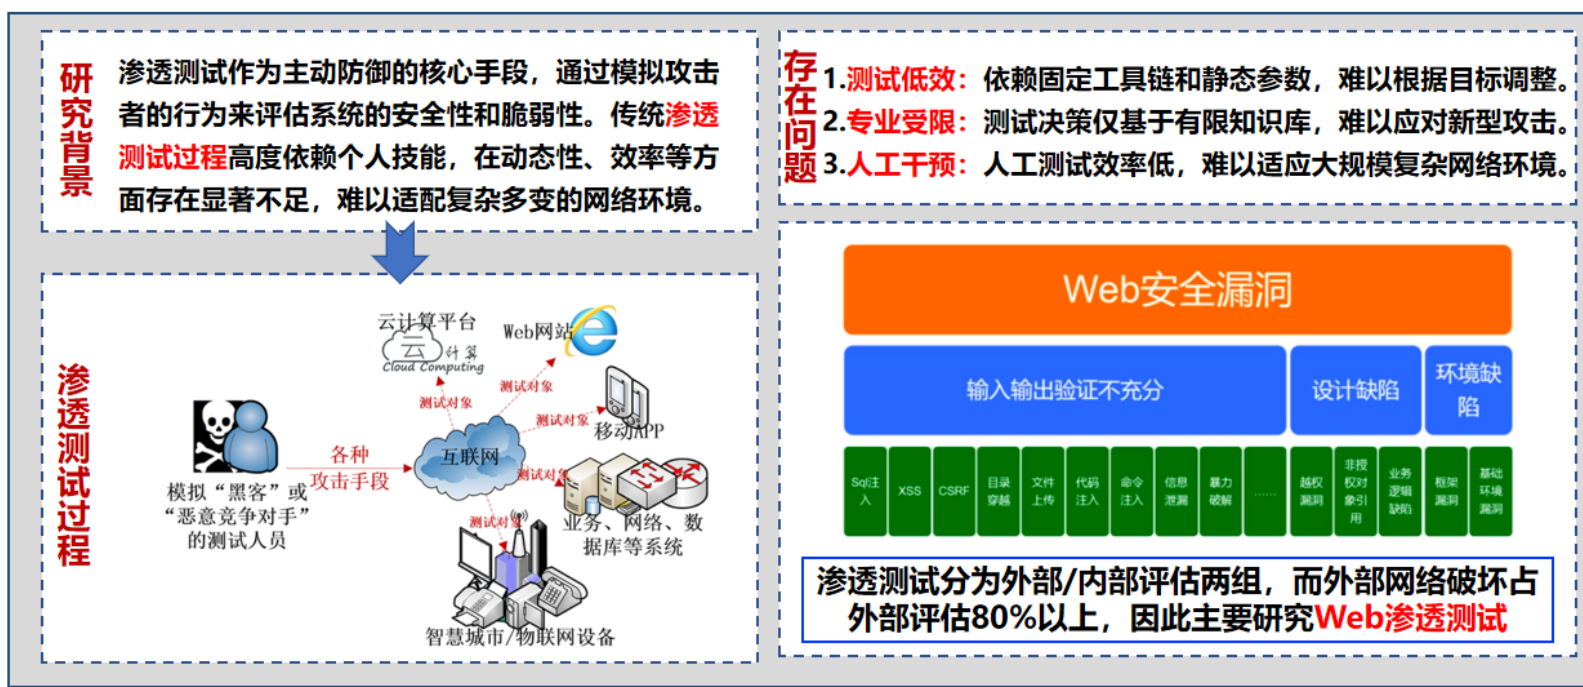 研究背景
渗透测试作为主动防御的核心手段，通过模拟攻击
者的行为来评估系统的安全性和脆弱性。传统渗透
测试过程高度依赖个人技能，在动态性、效率等方
面存在显著不足，难以适配复杂多变的网络环境。
存在问题
1.测试低效：依赖固定工具链和静态参数，难以根据目标调整。
2.专业受限：测试决策仅基于有限知识库，难以应对新型攻击。
3.人工干预：人工测试效率低，难以适应大规模复杂网络环境。
渗透测试过程
云计算平台
云计算
Cloud Computing
Web网站
测试对象
测试对象
测试对象
移动APP
互联网
各种
攻击手段
模拟“黑客”或
“恶意竞争对手”
的测试人员
测试对象
业务、网络、数
据库等系统
测试对象
智慧城市/物联网设备
Web安全漏洞
输入输出验证不充分
设计缺陷
环境缺
陷
Sql注
入
XSS
CSRF
目录
穿越
文件
上传
代码
注入
命令
注入
信息
泄漏
暴力
破解
......
越权
漏洞
非授
权对
象引
用
业务
逻辑
缺陷
框架
漏洞
基础
环境
漏洞
渗透测试分为外部/内部评估两组，而外部网络破坏占
外部评估80%以上，因此主要研究Web渗透测试